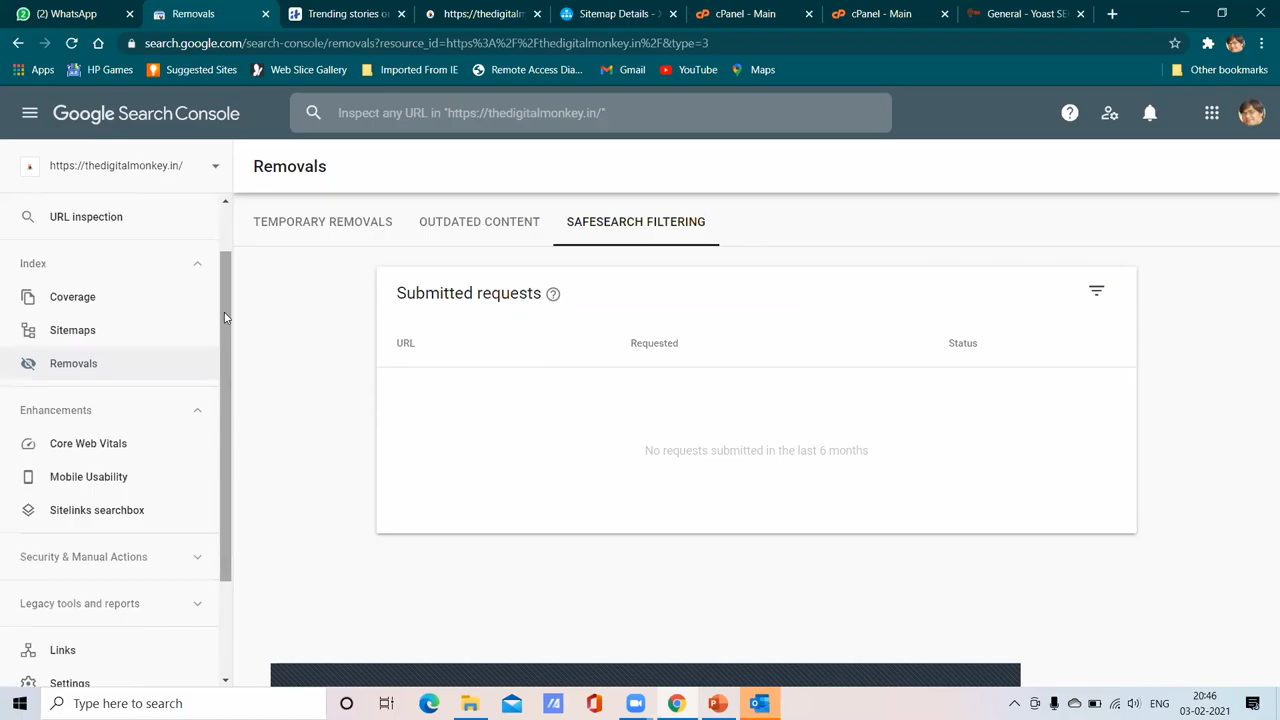 WhatsApp
Removals
Trending stories o
https://thedigitalm
Sitemap Details - X
cPanel - Main
cPanel - Main
General - Yoast SE
search.google.com/search-console/removals?resource_id=https%3A%2F%2Fthedigitalmonkey.in%2F&type=3
Apps
HP Games
Suggested Sites
Web Slice Gallery
Imported From IE
Remote Access Dia...
Gmail
YouTube
Maps
Other bookmarks
Google Search Console
Inspect any URL in "https://thedigitalmonkey.in/"
https://thedigitalmonkey.in/
Removals
URL inspection
TEMPORARY REMOVALS
OUTDATED CONTENT
SAFESEARCH FILTERING
Index
Coverage
Sitemaps
Removals
Enhancements
Core Web Vitals
Mobile Usability
Sitelinks searchbox
Security & Manual Actions
Legacy tools and reports
Links
Settings
Submitted requests
URL
Requested
Status
No requests submitted in the last 6 months
Type here to search
ENG
20:46
03-02-2021